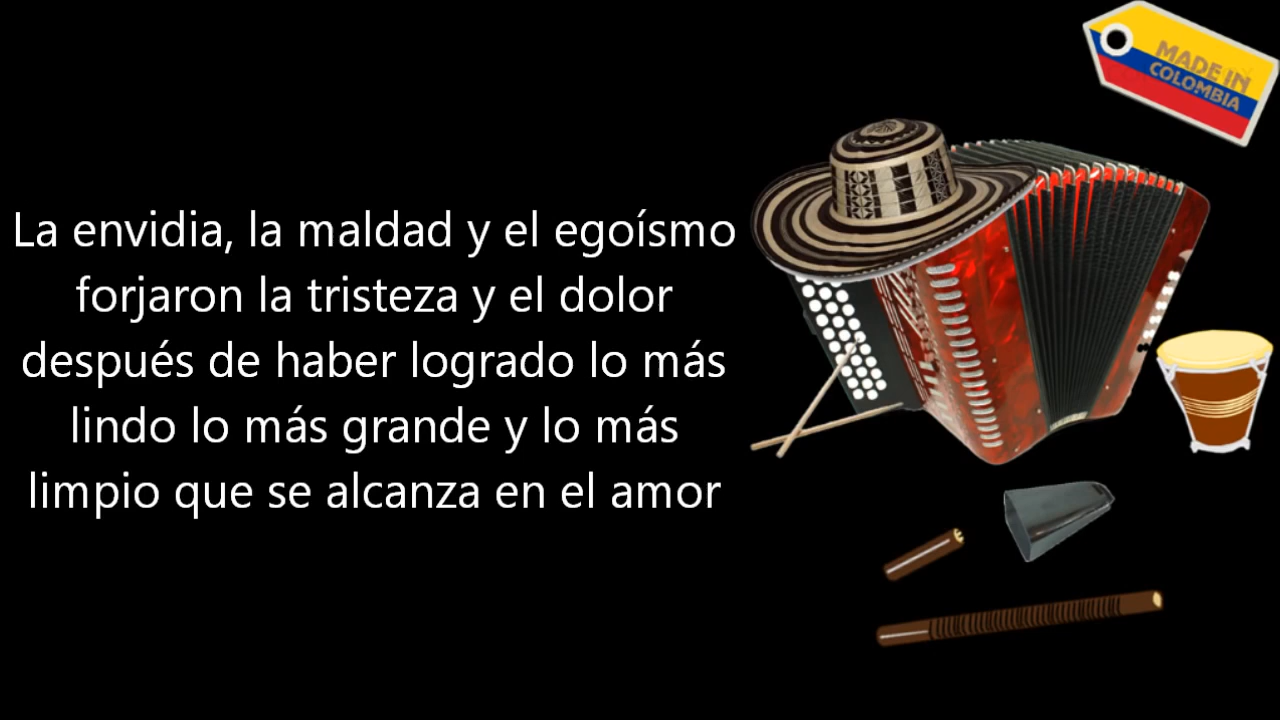 MADE IN
COLOMBIA
La envidia, la maldad y el egoísmo
forjaron la tristeza y el dolor
después de haber logrado lo más
lindo lo más grande y lo más
limpio que se alcanza en el amor